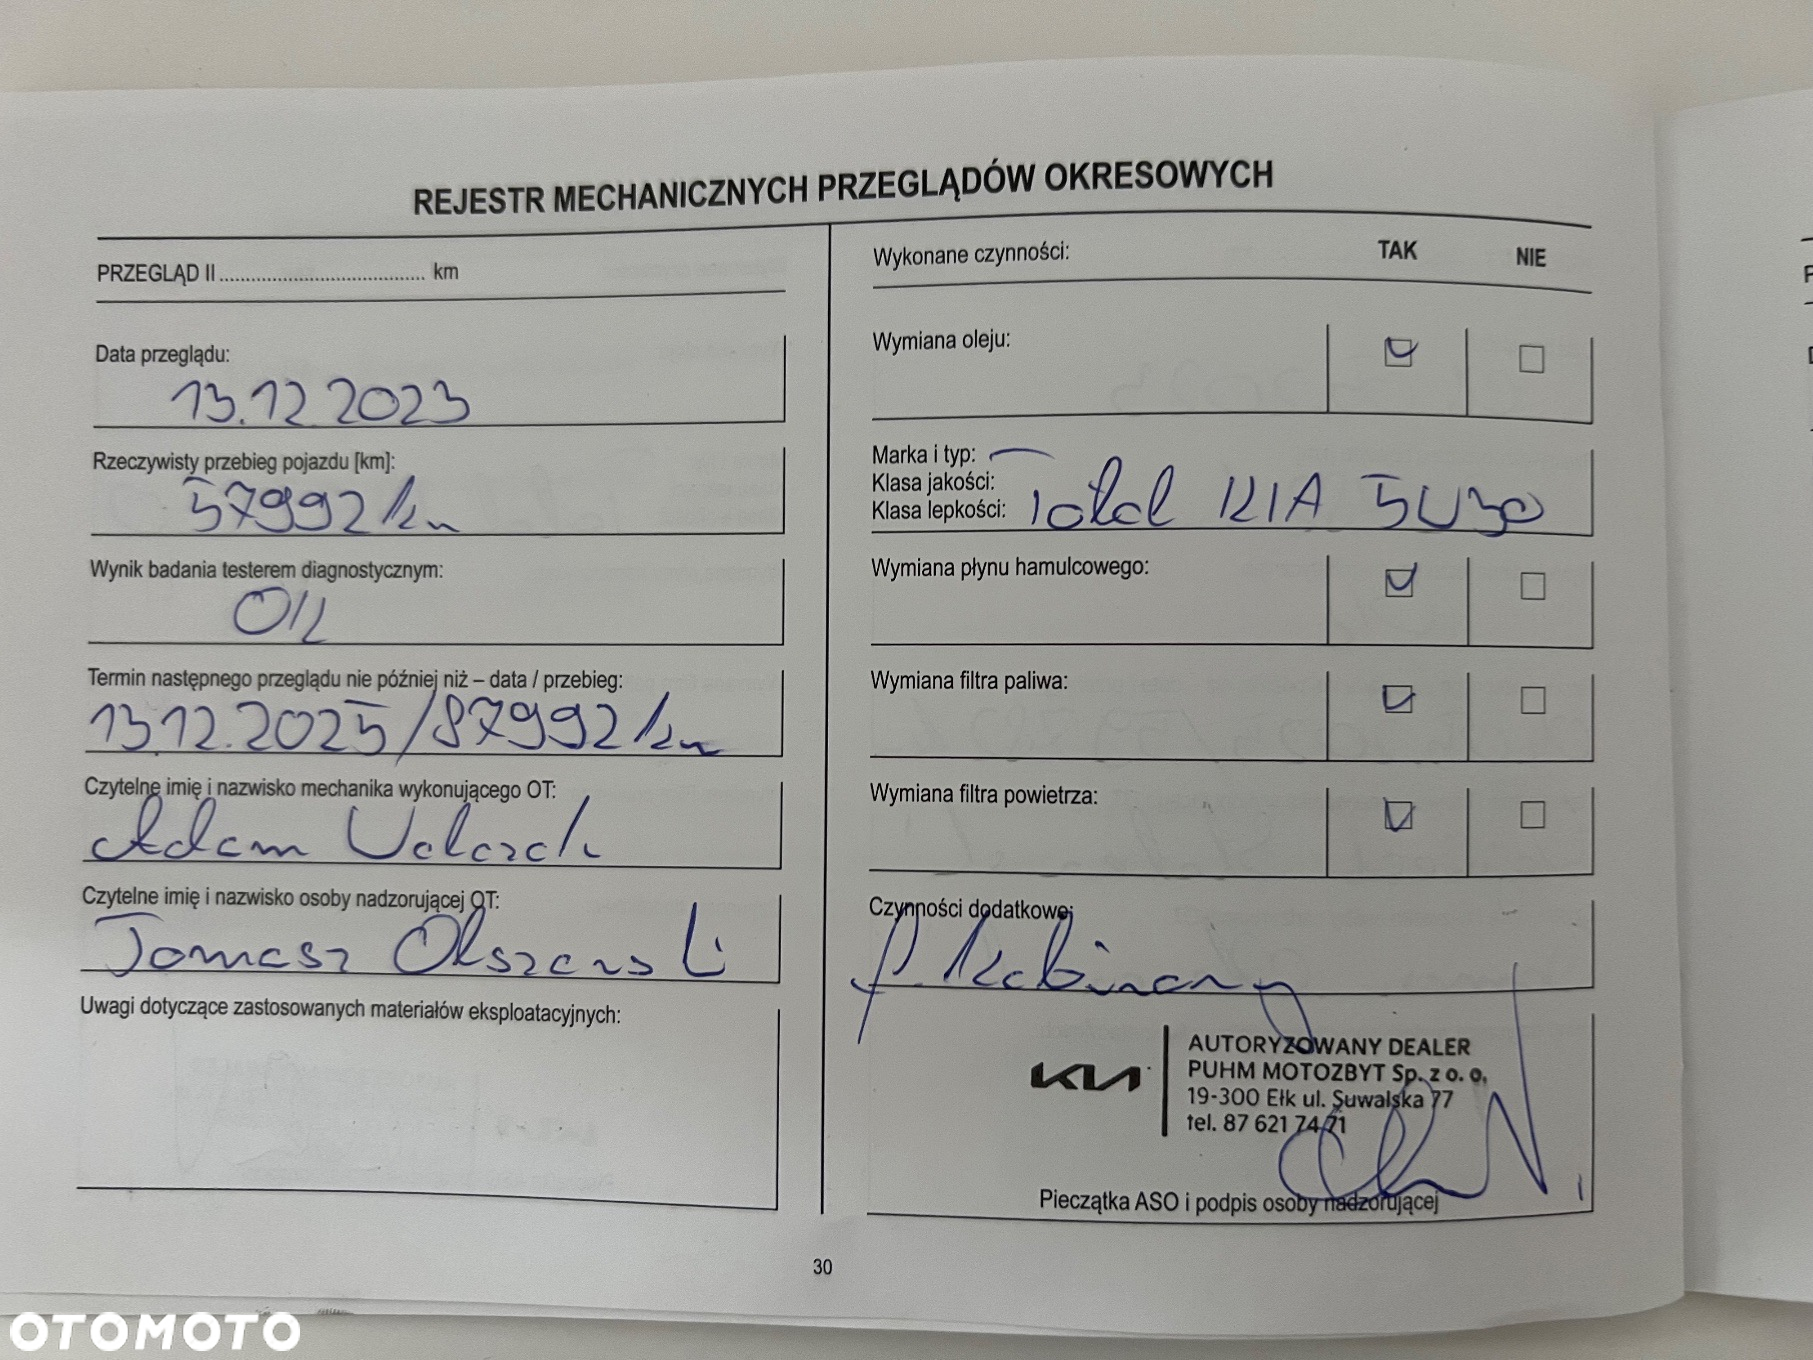 REJESTR MECHANICZNYCH PRZEGLĄDÓW OKRESOWYCH
PRZEGLĄD II ........................................ km
Data przeglądu:
13.12.2023
Rzeczywisty przebieg pojazdu [km]:
57992 km
Wynik badania testerem diagnostycznym:
OK
Termin następnego przeglądu nie później niż – data / przebieg:
13.12.2025/87992 km
Czytelne imię i nazwisko mechanika wykonującego OT:
Adam
Czytelne imię i nazwisko osoby nadzorującej OT:
Tomasz Olszewski
Uwagi dotyczące zastosowanych materiałów eksploatacyjnych:
Wykonane czynności: TAK NIE
Wymiana oleju:
Marka i typ:
Klasa jakości:
Klasa lepkości: Total KIA 5W30
Wymiana płynu hamulcowego:
Wymiana filtra paliwa:
Wymiana filtra powietrza:
Czynności dodatkowe:
f. kabinowy
KIA
AUTORYZOWANY DEALER
PUHM MOTOZBYT Sp. z o. o.
19-300 Ełk ul. Suwalska 77
tel. 87 621 74 71
Pieczątka ASO i podpis osoby nadzorującej
30
OTOMOTO